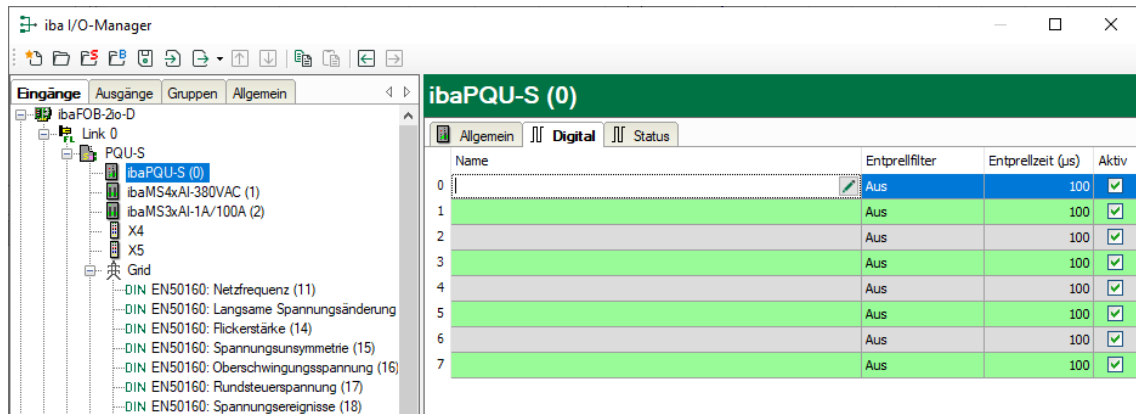 iba I/O-Manager
Eingänge Ausgänge Gruppen Allgemein
ibaFOB-2io-D
Link 0
PQU-S
ibaPQU-S (0)
ibaMS4xAI-380VAC (1)
ibaMS3xAI-1A/100A (2)
X4
X5
Grid
DIN EN50160: Netzfrequenz (11)
DIN EN50160: Langsame Spannungsänderung
DIN EN50160: Flickerstärke (14)
DIN EN50160: Spannungsunsymmetrie (15)
DIN EN50160: Oberschwingungsspannung (16)
DIN EN50160: Rundsteuerspannung (17)
DIN EN50160: Spannungsereignisse (18)
ibaPQU-S (0)
Allgemein Digital Status
Name Entprellfilter Entprellzeit (µs) Aktiv
0 Aus 100
1 Aus 100
2 Aus 100
3 Aus 100
4 Aus 100
5 Aus 100
6 Aus 100
7 Aus 100